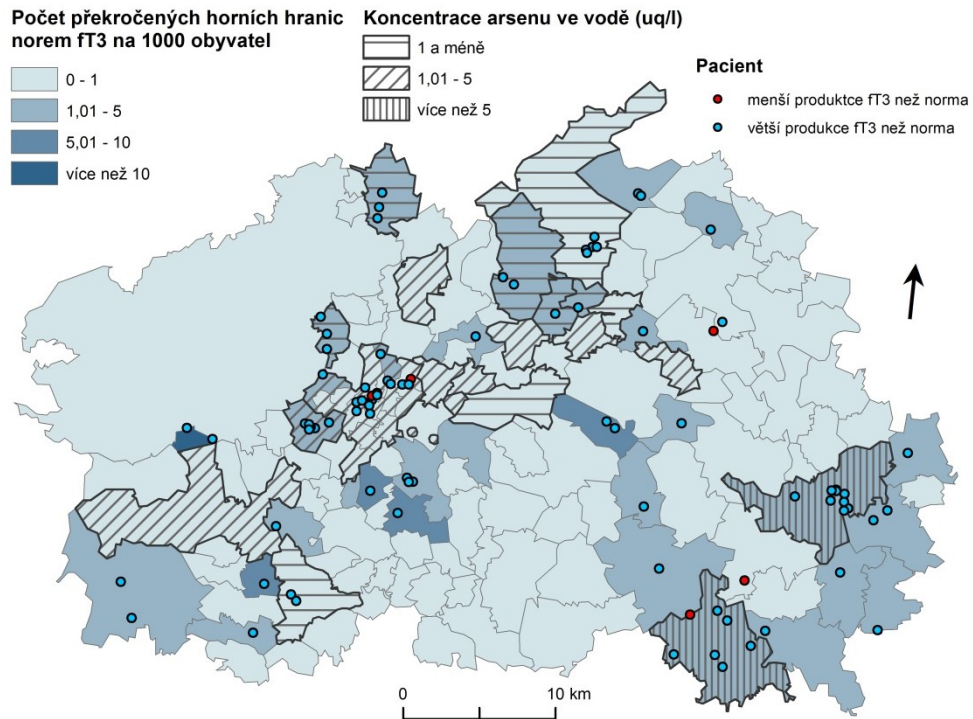 Počet překročených horních hranic
norem fT3 na 1000 obyvatel
0 - 1
1,01 - 5
5,01 - 10
více než 10
Koncentrace arsenu ve vodě (uq/l)
1 a méně
1,01 - 5
více než 5
Pacient
menší produktce fT3 než norma
větší produkce fT3 než norma
0
10 km